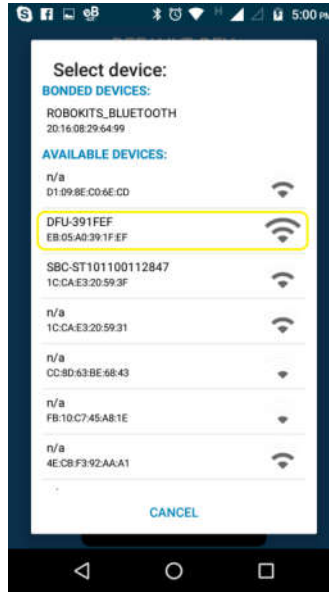 H
5:00 PM
Select device:
BONDED DEVICES:
ROBOKITS_BLUETOOTH
20:16:08:29:64:99
AVAILABLE DEVICES:
n/a
D1:09:8E:C0:6E:CD
DFU-391FEF
EB:05:A0:39:1F:EF
SBC-ST101100112847
1C:CA:E3:20:59:3F
n/a
1C:CA:E3:20:59:31
n/a
CC:8D:63:BE:68:43
n/a
FB:10:C7:45:A8:1E
n/a
4E:CB:F3:92:AA:A1
CANCEL